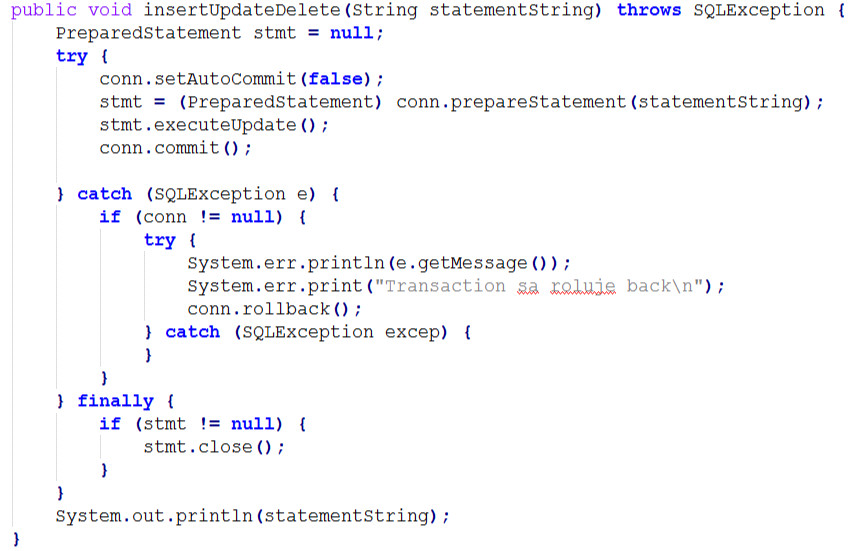 public void insertUpdateDelete(String statementString) throws SQLException {
    PreparedStatement stmt = null;
    try {
        conn.setAutoCommit(false);
        stmt = (PreparedStatement) conn.prepareStatement(statementString);
        stmt.executeUpdate();
        conn.commit();

    } catch (SQLException e) {
        if (conn != null) {
            try {
                System.err.println(e.getMessage());
                System.err.print("Transaction sa roluje back\n");
                conn.rollback();
            } catch (SQLException excep) {
            }
        }
    } finally {
        if (stmt != null) {
            stmt.close();
        }
    }
    System.out.println(statementString);
}